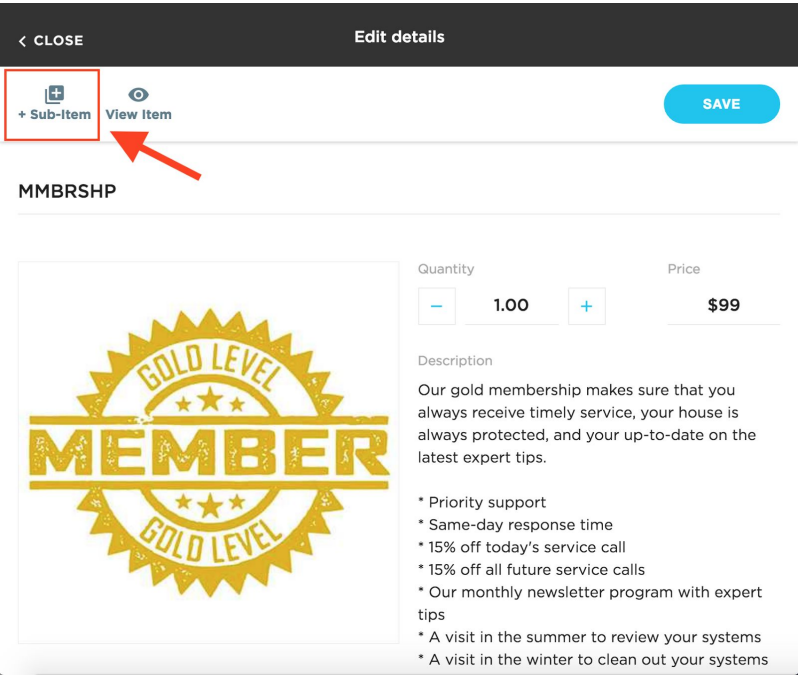 CLOSE
Edit details
+ Sub-Item
View Item
SAVE
MMBRSHP
GOLD LEVEL
MEMBER
GOLD LEVEL
Quantity
Price
− 1.00 +
$99
Description
Our gold membership makes sure that you
always receive timely service, your house is
always protected, and your up-to-date on the
latest expert tips.
* Priority support
* Same-day response time
* 15% off today's service call
* 15% off all future service calls
* Our monthly newsletter program with expert
tips
* A visit in the summer to review your systems
* A visit in the winter to clean out your systems